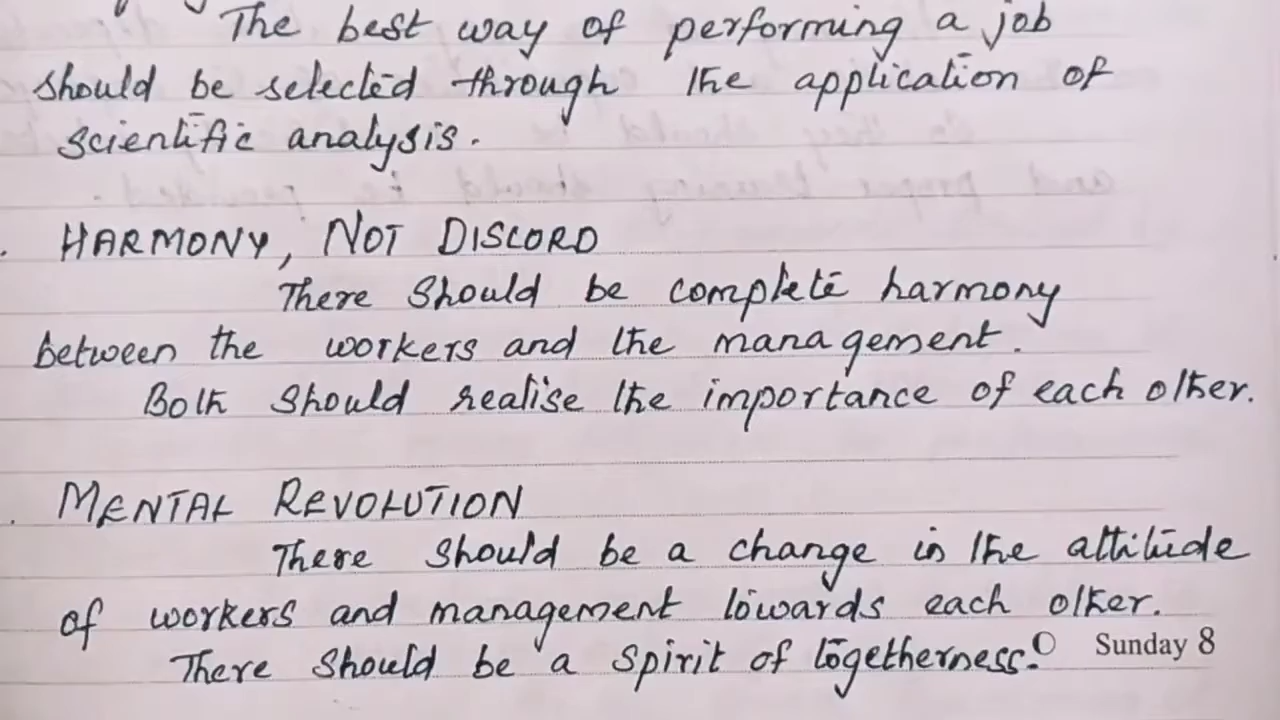 The best way of performing a job
should be selected through the application of
scientific analysis.
. HARMONY, NOT DISCORD
There should be complete harmony
between the workers and the management.
Both should realise the importance of each other.
. MENTAL REVOLUTION
There should be a change in the attitude
of workers and management towards each other.
There should be a spirit of togetherness.
Sunday 8